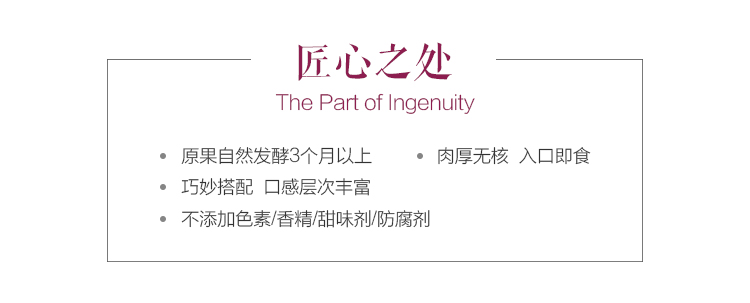 匠心之处
The Part of Ingenuity
• 原果自然发酵3个月以上 • 肉厚无核 入口即食
• 巧妙搭配 口感层次丰富
• 不添加色素/香精/甜味剂/防腐剂